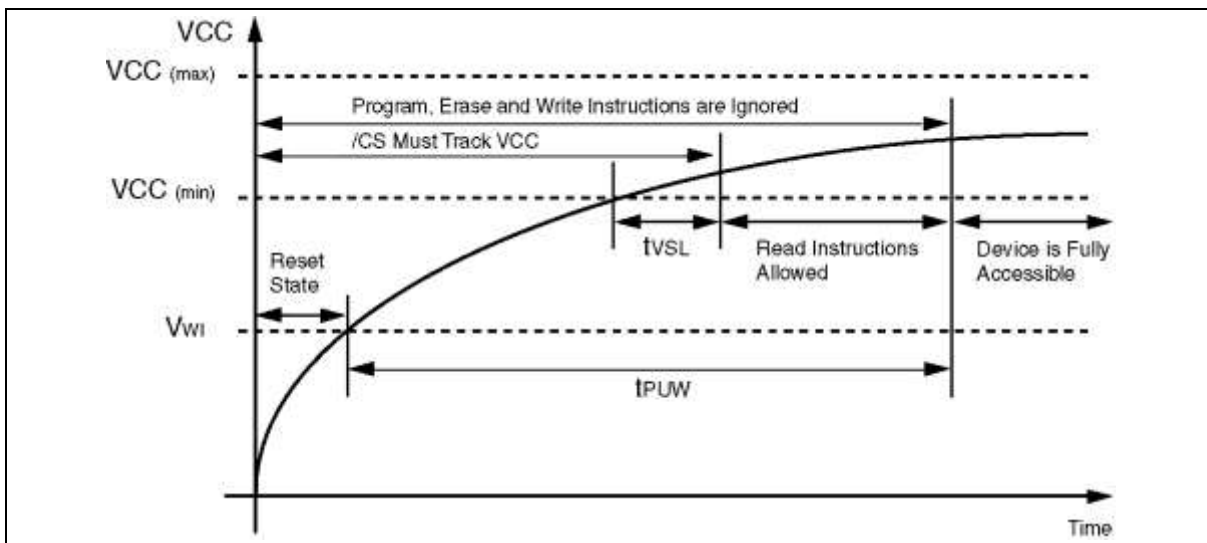 VCC
VCC (max)
Program, Erase and Write Instructions are Ignored
/CS Must Track VCC
VCC (min)
tVSL
Read Instructions
Allowed
Device is Fully
Accessible
Reset
State
VWI
tPUW
Time